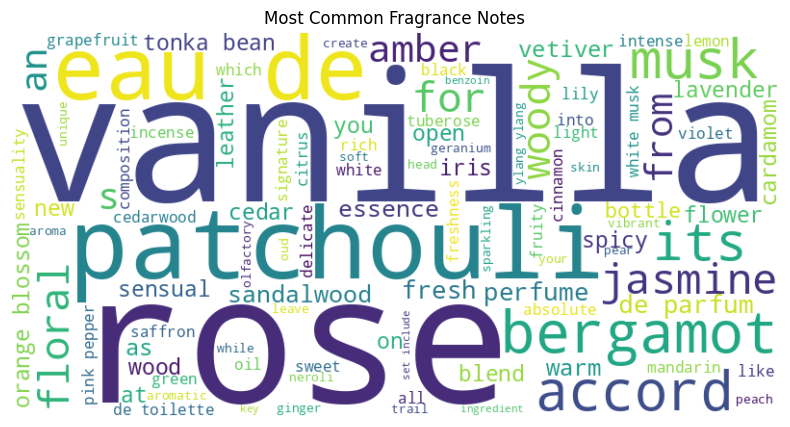 Most Common Fragrance Notes
grapefruit
tonka bean
create
amber
intense
lemon
an
eau de
which
black
benzoin
vetiver
musk
vanilla
unique
incense
composition
leather
you
for
tuberose
open
lily
into
light
woody
white musk
from
violet
lavender
cardamom
signature
citrus
rich
soft
white
head
geranium
iris
ylang ylang
skin
cinnamon
sensuality
new
s
cedarwood
cedar
essence
delicate
olfactory
oud
freshness
sparkling
fruity
bottle
flower
vibrant
spicy
pear
its
aroma
patchouli
your
orange blossom
floral
sensual
sandalwood
fresh
perfume
jasmine
de parfum
leave
absolute
rose
bergamot
pink pepper
saffron
as
while
on
set include
wood
oil
sweet
at
green
neroli
blend
warm
mandarin
like
aromatic
de toilette
key
ginger
all
trail
ingredient
accord
peach